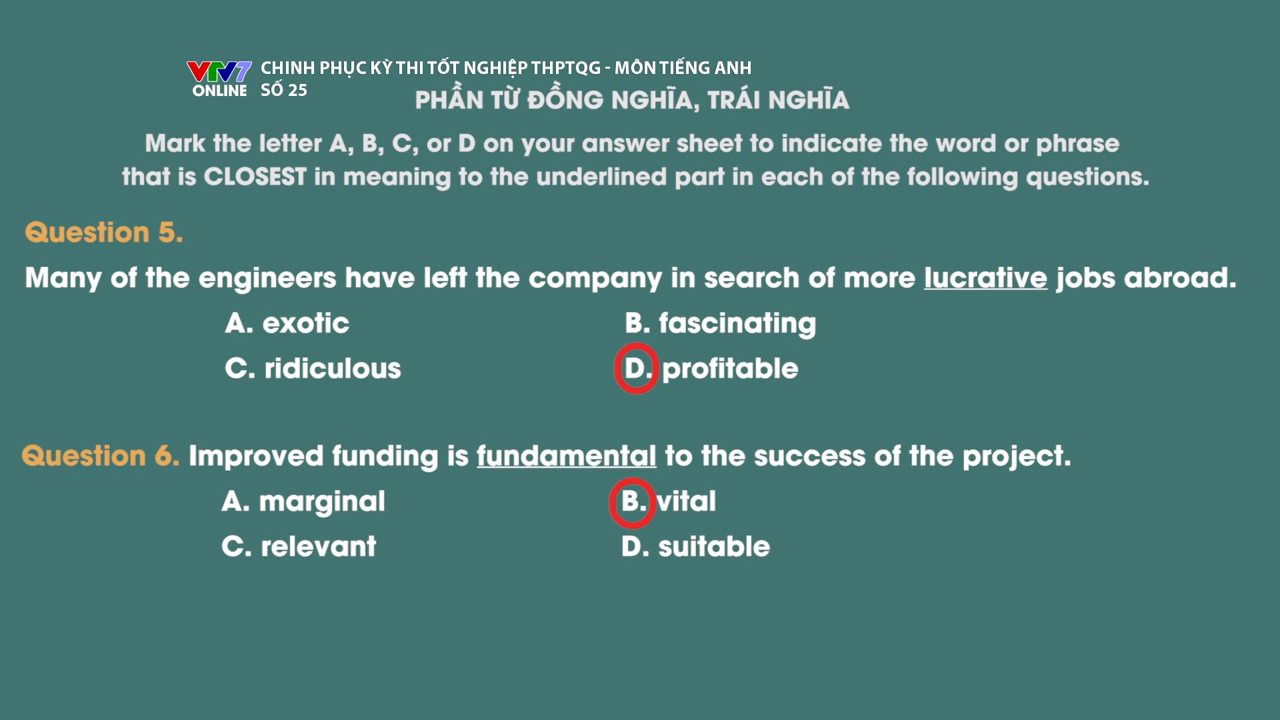 VTV7
ONLINE
CHINH PHỤC KỲ THI TỐT NGHIỆP THPTQG - MÔN TIẾNG ANH
SỐ 25
PHẦN TỪ ĐỒNG NGHĨA, TRÁI NGHĨA
Mark the letter A, B, C, or D on your answer sheet to indicate the word or phrase
that is CLOSEST in meaning to the underlined part in each of the following questions.
Question 5.
Many of the engineers have left the company in search of more lucrative jobs abroad.
A. exotic B. fascinating
C. ridiculous D. profitable
Question 6. Improved funding is fundamental to the success of the project.
A. marginal B. vital
C. relevant D. suitable